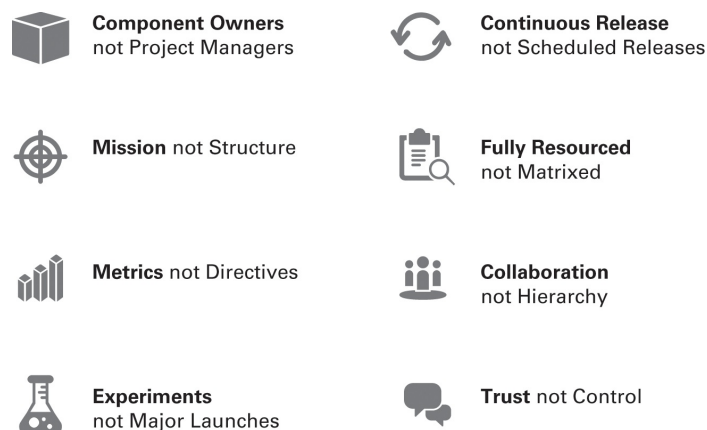 Component Owners
not Project Managers
Continuous Release
not Scheduled Releases
Mission not Structure
Fully Resourced
not Matrixed
Metrics not Directives
Collaboration
not Hierarchy
Experiments
not Major Launches
Trust not Control